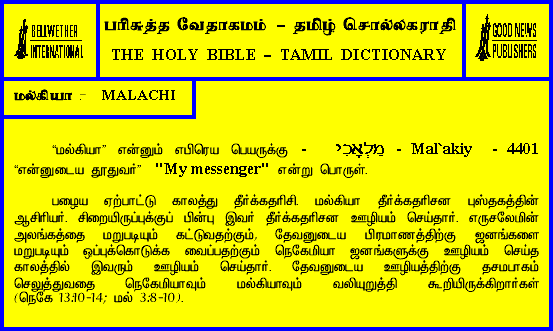 BELLWETHER
INTERNATIONAL
பரிசுத்த வேதாகமம் – தமிழ் சொல்லகராதி
THE HOLY BIBLE – TAMIL DICTIONARY
GOOD NEWS
PUBLISHERS
மல்கியா :- MALACHI
“மல்கியா” என்னும் எபிரெய பெயருக்கு - מַלְאָכִי - Mal`akiy - 4401
“என்னுடைய தூதுவர்” "My messenger" என்று பொருள்.
பழைய ஏற்பாட்டு காலத்து தீர்க்கதரிசி. மல்கியா தீர்க்கதரிசன புஸ்தகத்தின்
ஆசிரியர். சிறையிருப்புக்குப் பின்பு இவர் தீர்க்கதரிசன ஊழியம் செய்தார். எருசலேமின்
அலங்கத்தை மறுபடியும் கட்டுவதற்கும், தேவனுடைய பிரமாணத்திற்கு ஜனங்களை
மறுபடியும் ஒப்புக்கொடுக்க வைப்பதற்கும் நெகேமியா ஜனங்களுக்கு ஊழியம் செய்த
காலத்தில் இவரும் ஊழியம் செய்தார். தேவனுடைய ஊழியத்திற்கு தசமபாகம்
செலுத்துவதை நெகேமியாவும் மல்கியாவும் வலியுறுத்தி கூறியிருக்கிறார்கள்
(நெகே 13:10-14; மல் 3:8-10).